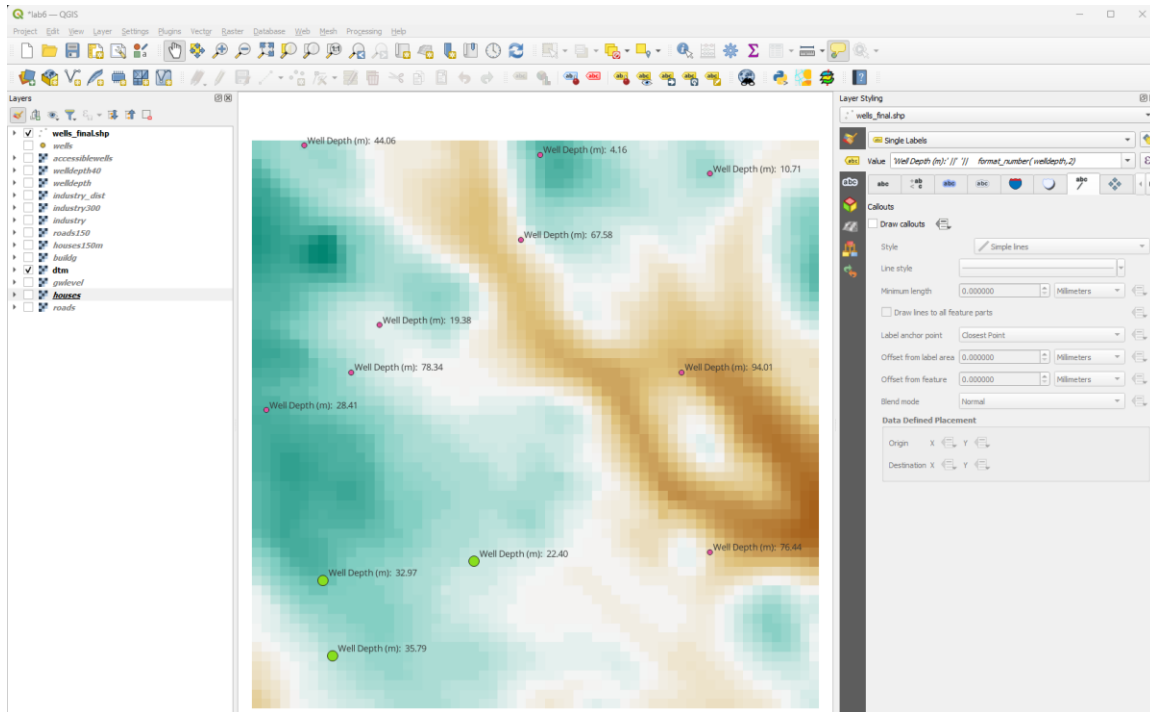 *lab6 — QGIS
Project Edit View Layer Settings Plugins Vector Raster Database Web Mesh Processing Help
Layers
wells_final.shp
wells
accessiblewells
welldepth40
welldepth
industry_dist
industry300
industry
roads150
houses150m
buildg
dtm
gwlevel
houses
roads
Well Depth (m): 44.06
Well Depth (m): 4.16
Well Depth (m): 10.71
Well Depth (m): 67.58
Well Depth (m): 19.38
Well Depth (m): 78.34
Well Depth (m): 94.01
Well Depth (m): 28.41
Well Depth (m): 22.40
Well Depth (m): 76.44
Well Depth (m): 32.97
Well Depth (m): 35.79
Layer Styling
wells_final.shp
Single Labels
Value 'Well Depth (m):' || ' '|| format_number( welldepth,2)
Callouts
Draw callouts
Style Simple lines
Line style
Minimum length 0.000000 Millimeters
Draw lines to all feature parts
Label anchor point Closest Point
Offset from label area 0.000000 Millimeters
Offset from feature 0.000000 Millimeters
Blend mode Normal
Data Defined Placement
Origin X Y
Destination X Y